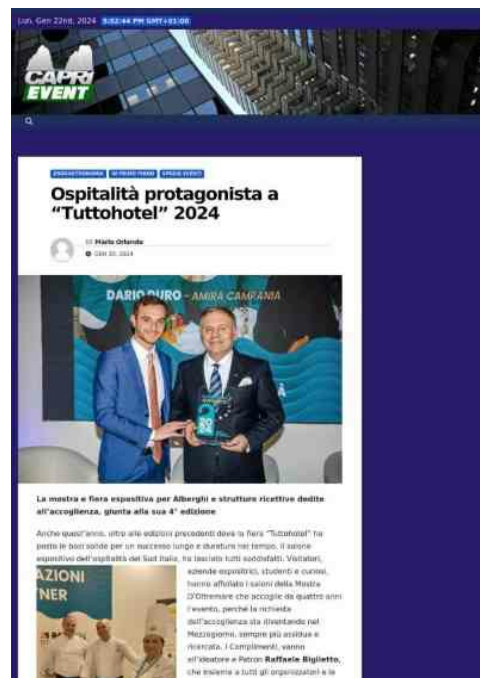 Lun. Gen 22nd, 2024 5:52:44 PM GMT+01:00
CAPRI
EVENT
ENOGASTRONOMIA IN PRIMO PIANO SPAZIO EVENTI
Ospitalità protagonista a
“Tuttohotel” 2024
BY Mario Orlando
GEN 20, 2024
DARIO DURO - AMIRA CAMPANIA
La mostra e fiera espositiva per Alberghi e strutture ricettive dedite
all'accoglienza, giunta alla sua 4° edizione
Anche quest'anno, oltre alle edizioni precedenti dove la fiera “Tuttohotel” ha
posto le basi solide per un successo lungo e duraturo nel tempo, il salone
espositivo dell'ospitalità del Sud Italia, ha lasciato tutti soddisfatti. Visitatori,
aziende espositrici, studenti e curiosi,
hanno affollato i saloni della Mostra
D'Oltremare che accoglie da quattro anni
l'evento, perché la richiesta
dell'accoglienza sta diventando nel
Mezzogiorno, sempre più assidua e
ricercata. I Complimenti, vanno
all'ideatore e Patron Raffaele Biglietto,
che insieme a tutti gli organizzatori e le
AZIONI
TNER